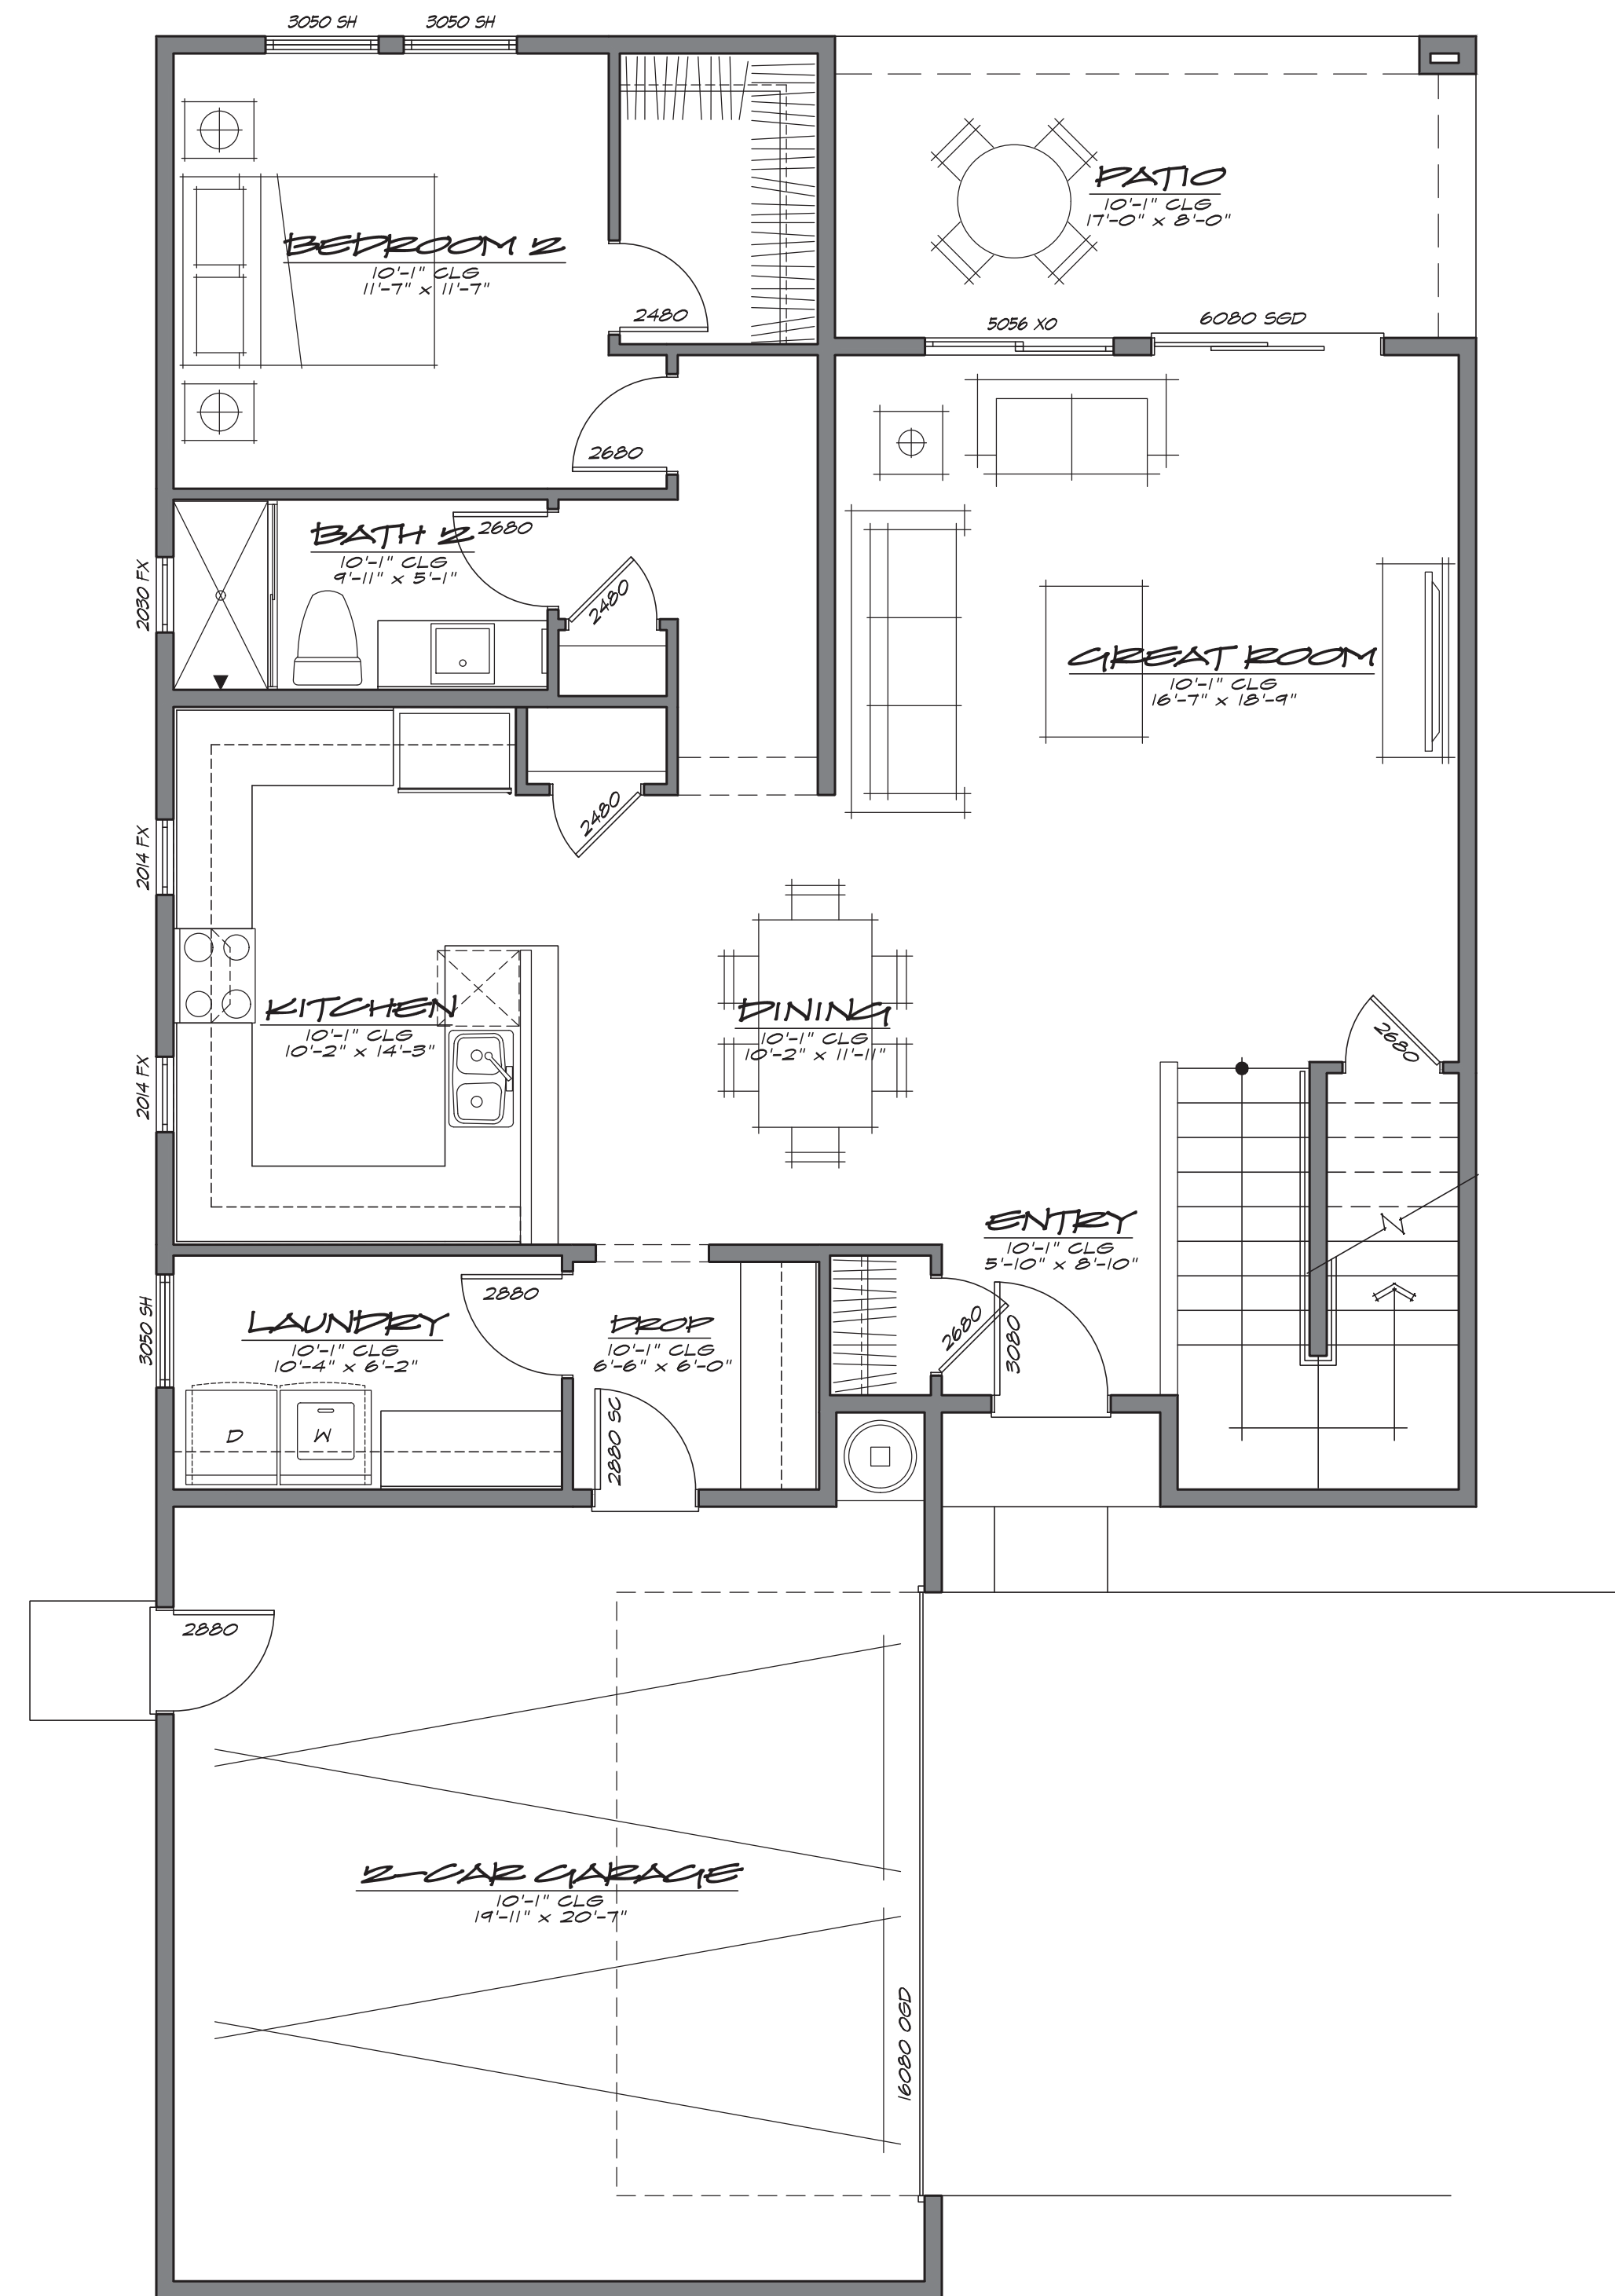 3050 SH
3050 SH
PATIO
10'-1" CLG
17'-0" x 8'-0"
BEDROOM 2
10'-1" CLG
11'-7" x 11'-7"
2480
5056 XO
6080 SGD
2680
BATH 2
10'-1" CLG
9'-11" x 5'-1"
2680
2480
2030 FX
GREAT ROOM
10'-1" CLG
16'-7" x 18'-9"
2480
2014 FX
KITCHEN
10'-1" CLG
10'-2" x 14'-3"
DINING
10'-1" CLG
10'-2" x 11'-11"
2680
2014 FX
ENTRY
10'-1" CLG
5'-10" x 8'-10"
2880
3050 SH
LAUNDRY
10'-1" CLG
10'-4" x 6'-2"
DROP
10'-1" CLG
6'-6" x 6'-0"
2680
3080
D
W
2880 SC
2880
2-CAR GARAGE
10'-1" CLG
19'-11" x 20'-7"
16080 OGD